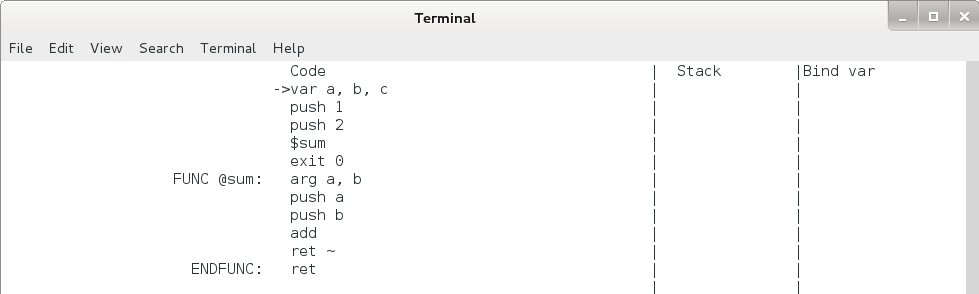 Terminal
File Edit View Search Terminal Help
Code | Stack |Bind var
->var a, b, c | |
push 1 | |
push 2 | |
$sum | |
exit 0 | |
FUNC @sum: arg a, b | |
push a | |
push b | |
add | |
ret ~ | |
ENDFUNC: ret | |
| |